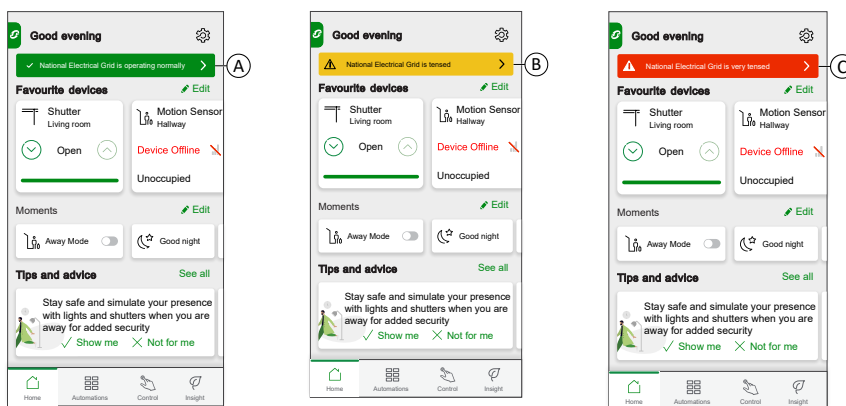 Good evening
National Electrical Grid is operating normally
A
Favourite devices
Edit
Shutter
Living room
Open
Motion Sensor
Hallway
Device Offline
Unoccupied
Moments
Edit
Away Mode
Good night
Tips and advice
See all
Stay safe and simulate your presence
with lights and shutters when you are
away for added security
Show me
Not for me
Home
Automations
Control
Insight
Good evening
National Electrical Grid is tensed
B
Favourite devices
Edit
Shutter
Living room
Open
Motion Sensor
Hallway
Device Offline
Unoccupied
Moments
Edit
Away Mode
Good night
Tips and advice
See all
Stay safe and simulate your presence
with lights and shutters when you are
away for added security
Show me
Not for me
Home
Automations
Control
Insight
Good evening
National Electrical Grid is very tensed
C
Favourite devices
Edit
Shutter
Living room
Open
Motion Sensor
Hallway
Device Offline
Unoccupied
Moments
Edit
Away Mode
Good night
Tips and advice
See all
Stay safe and simulate your presence
with lights and shutters when you are
away for added security
Show me
Not for me
Home
Automations
Control
Insight